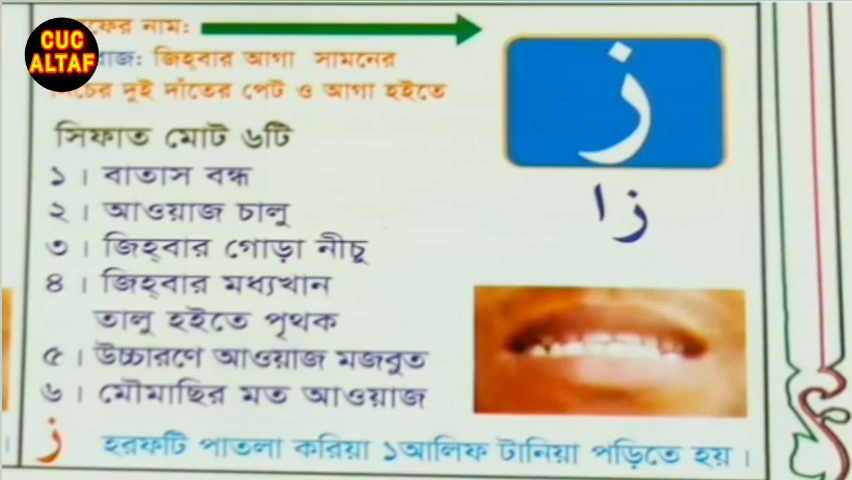 CUC
ALTAF
নাম:
জিহ্বার আগা সামনের
দুই দাঁতের পেট ও আগা হইতে
ز
زا
সিফাত মোট ৬টি
১। বাতাস বন্ধ
২। আওয়াজ চালু
৩। জিহ্বার গোড়া নীচু
৪। জিহ্বার মধ্যখান
তালু হইতে পৃথক
৫। উচ্চারণে আওয়াজ মজবুত
৬। মৌমাছির মত আওয়াজ
ز হরফটি পাতলা করিয়া ১আলিফ টানিয়া পড়িতে হয়।